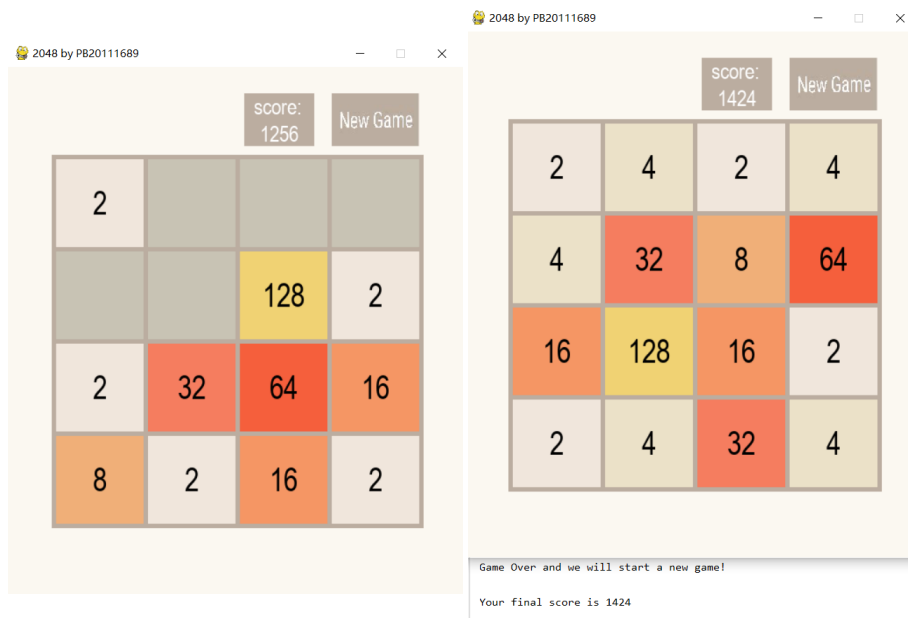 2048 by PB20111689
score:
1256
New Game
2
128 2
2 32 64 16
8 2 16 2
2048 by PB20111689
score:
1424
New Game
2 4 2 4
4 32 8 64
16 128 16 2
2 4 32 4
Game Over and we will start a new game!
Your final score is 1424